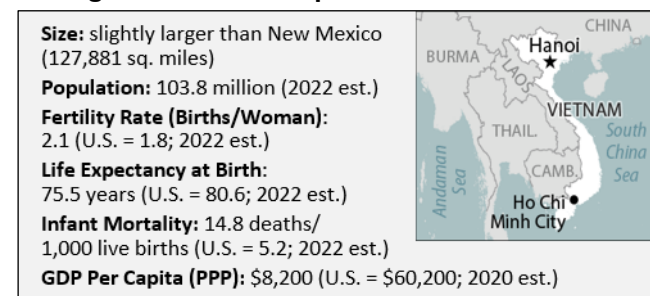 Size: slightly larger than New Mexico
(127,881 sq. miles)
Population: 103.8 million (2022 est.)
Fertility Rate (Births/Woman):
2.1 (U.S. = 1.8; 2022 est.)
Life Expectancy at Birth:
75.5 years (U.S. = 80.6; 2022 est.)
Infant Mortality: 14.8 deaths/
1,000 live births (U.S. = 5.2; 2022 est.)
GDP Per Capita (PPP): $8,200 (U.S. = $60,200; 2020 est.)
CHINA
Hanoi
BURMA
LAOS
VIETNAM
THAIL.
South
China
Sea
Andaman
Sea
CAMB.
Ho Chi
Minh City